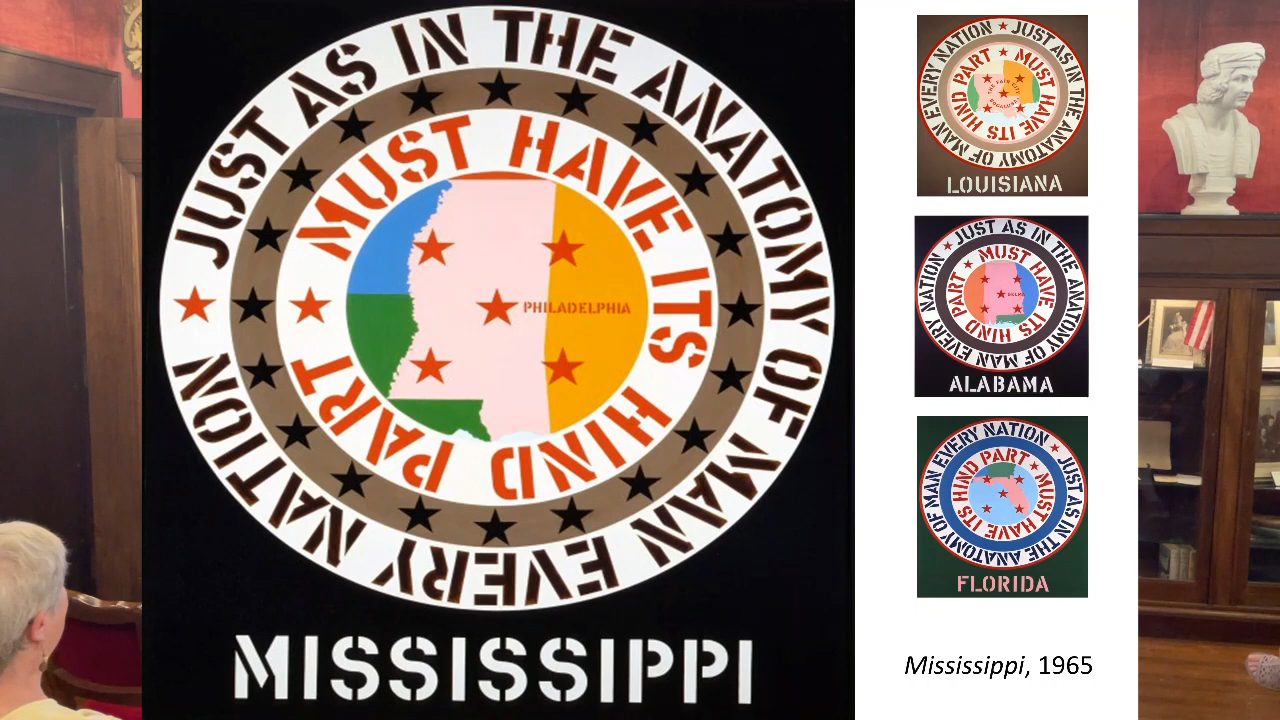 JUST AS IN THE ANATOMY OF MAN EVERY NATION
MUST HAVE ITS HIND PART
PHILADELPHIA
MISSISSIPPI
JUST AS IN THE ANATOMY OF MAN EVERY NATION
MUST HAVE ITS HIND PART
LOUISIANA
JUST AS IN THE ANATOMY OF MAN EVERY NATION
MUST HAVE ITS HIND PART
SELMA
ALABAMA
JUST AS IN THE ANATOMY OF MAN EVERY NATION
MUST HAVE ITS HIND PART
FLORIDA
Mississippi, 1965